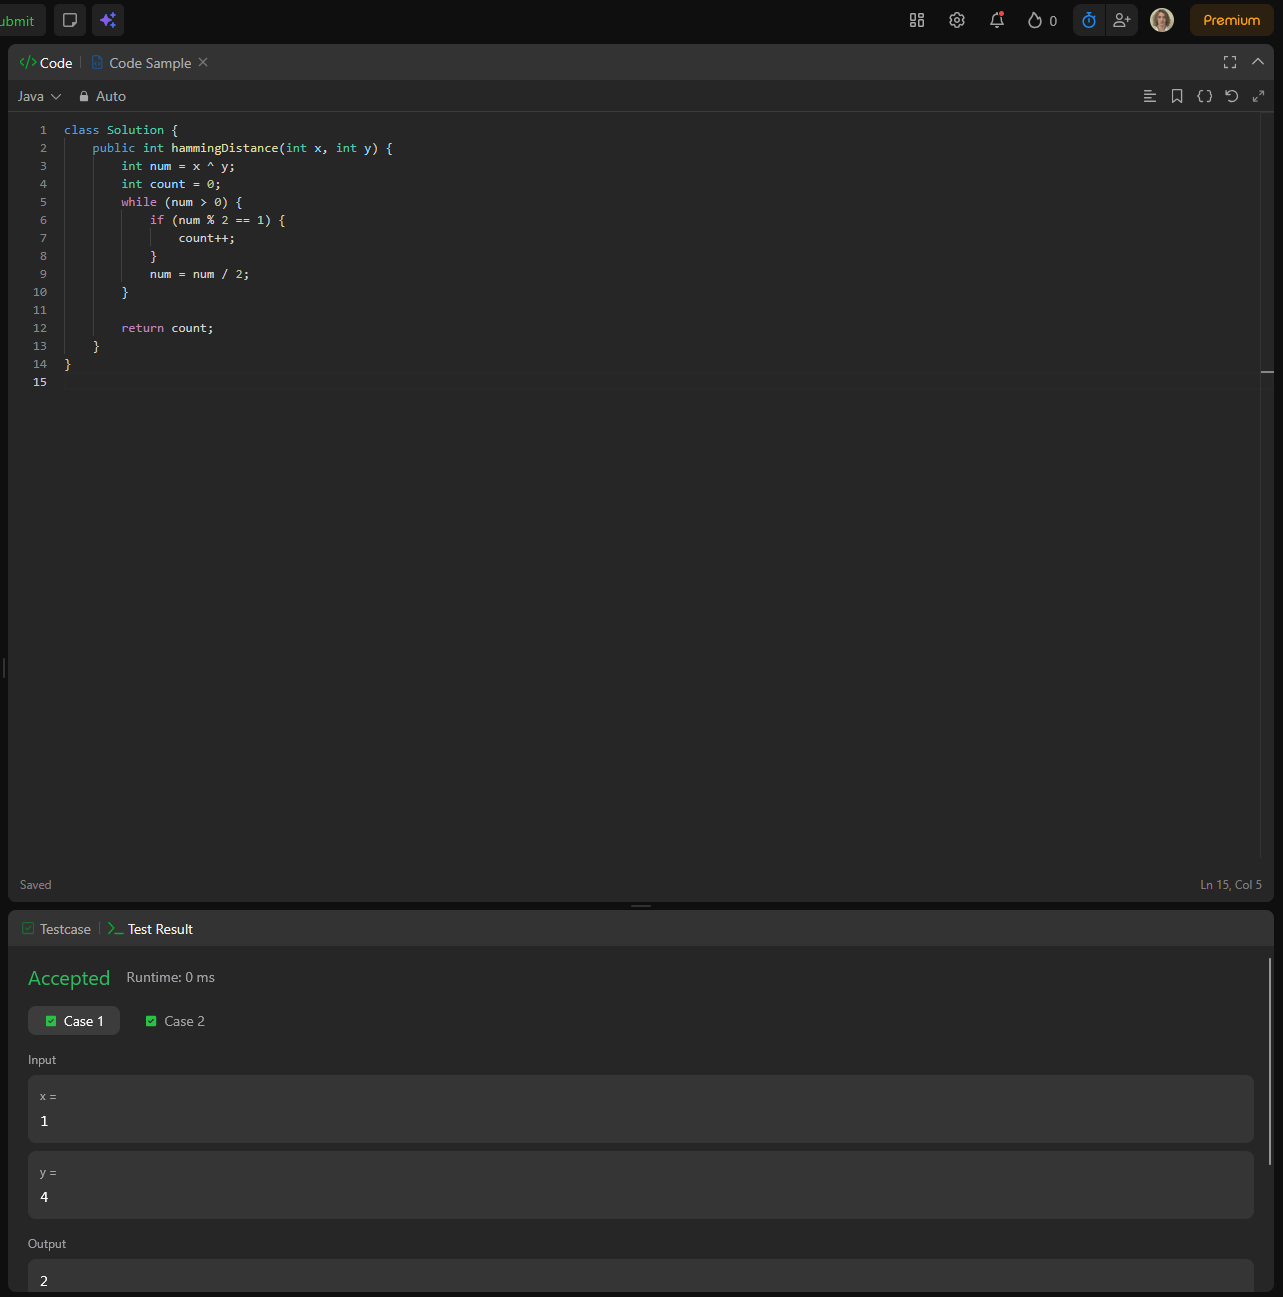 ubmit
0
Premium
</> Code | Code Sample
Java Auto
1 class Solution {
2     public int hammingDistance(int x, int y) {
3         int num = x ^ y;
4         int count = 0;
5         while (num > 0) {
6             if (num % 2 == 1) {
7                 count++;
8             }
9             num = num / 2;
10         }
11
12         return count;
13     }
14 }
15
Saved
Ln 15, Col 5
Testcase | >_ Test Result
Accepted Runtime: 0 ms
Case 1 Case 2
Input
x =
1
y =
4
Output
2